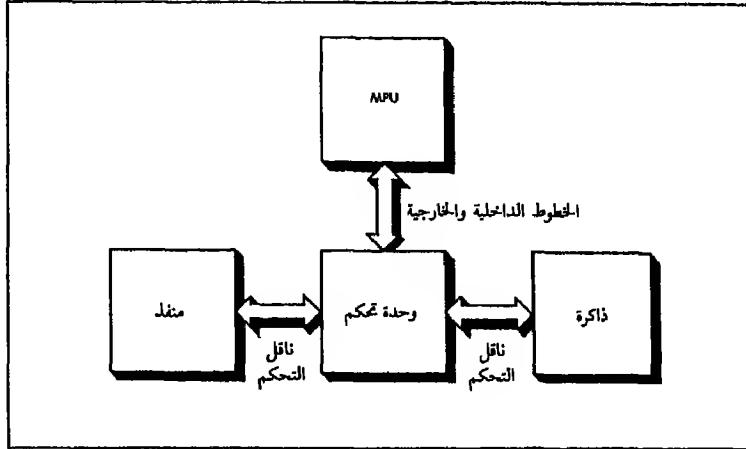 MPU
الخطوط الداخلية والخارجية
منفذ
وحدة تحكم
ذاكرة
ناقل
التحكم
ناقل
التحكم